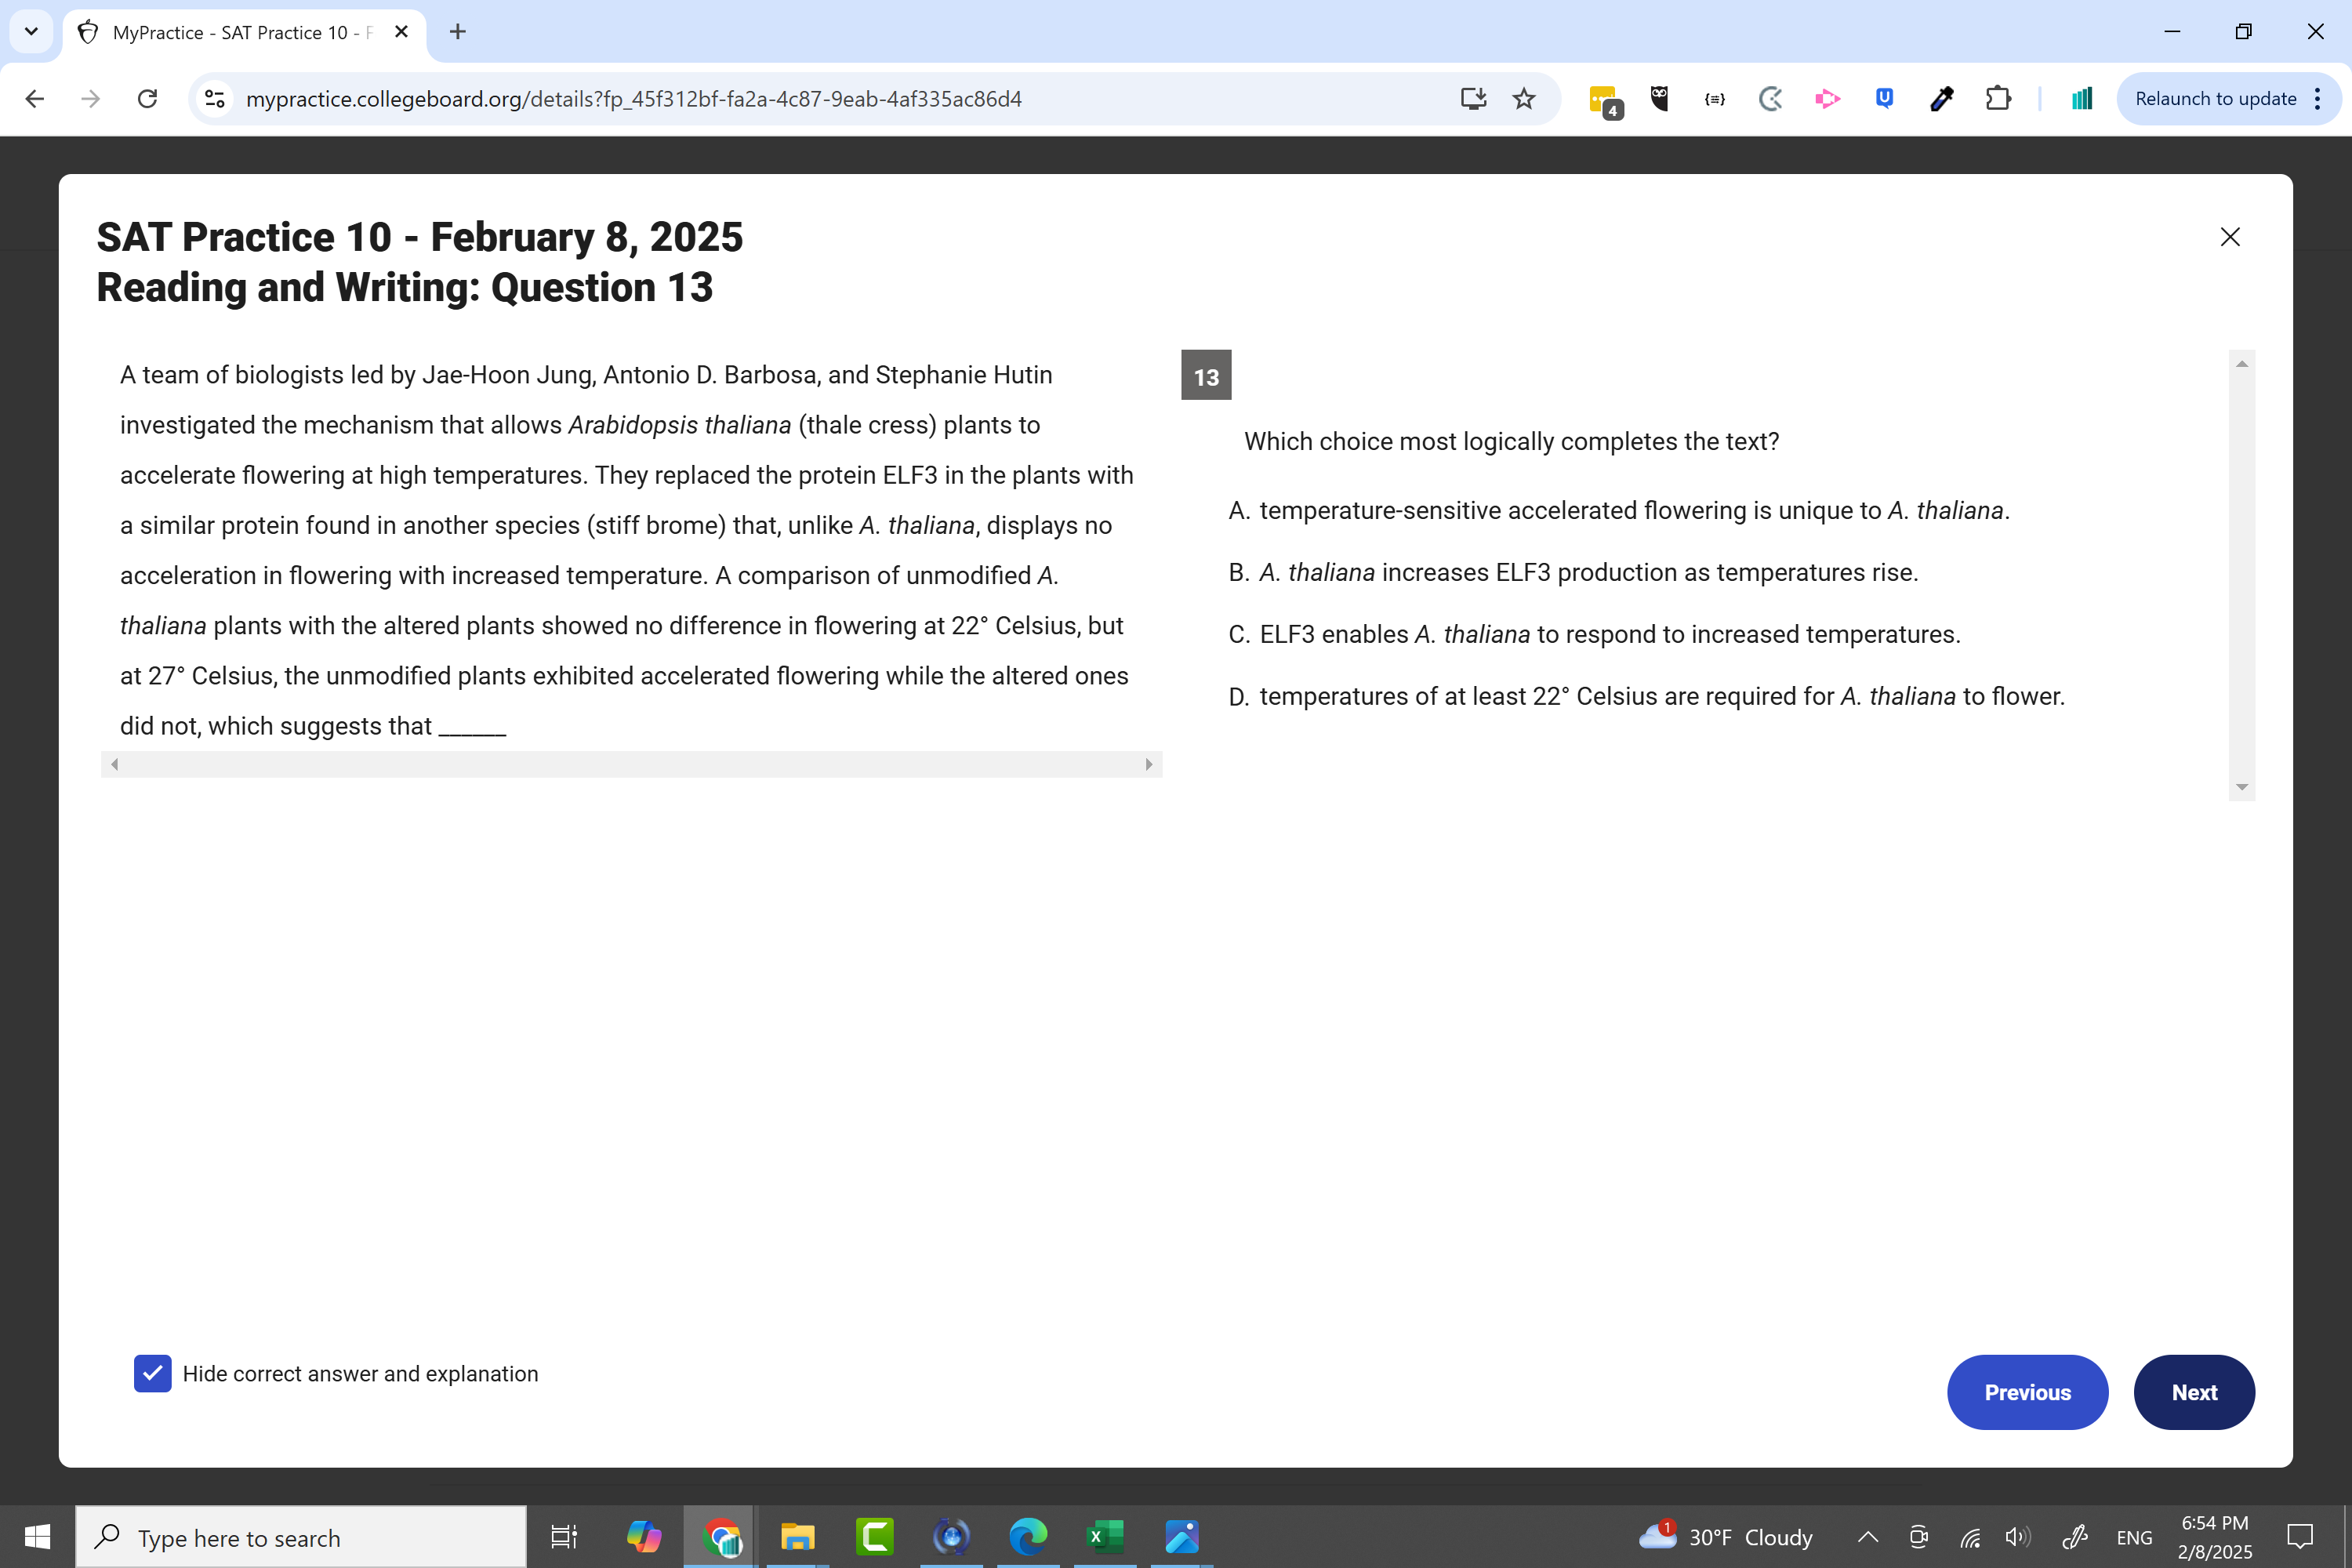 MyPractice - SAT Practice 10 - F
mypractice.collegeboard.org/details?fp_45f312bf-fa2a-4c87-9eab-4af335ac86d4
4
Relaunch to update
SAT Practice 10 - February 8, 2025
Reading and Writing: Question 13
A team of biologists led by Jae-Hoon Jung, Antonio D. Barbosa, and Stephanie Hutin
investigated the mechanism that allows Arabidopsis thaliana (thale cress) plants to
accelerate flowering at high temperatures. They replaced the protein ELF3 in the plants with
a similar protein found in another species (stiff brome) that, unlike A. thaliana, displays no
acceleration in flowering with increased temperature. A comparison of unmodified A.
thaliana plants with the altered plants showed no difference in flowering at 22° Celsius, but
at 27° Celsius, the unmodified plants exhibited accelerated flowering while the altered ones
did not, which suggests that ______
13
Which choice most logically completes the text?
A. temperature-sensitive accelerated flowering is unique to A. thaliana.
B. A. thaliana increases ELF3 production as temperatures rise.
C. ELF3 enables A. thaliana to respond to increased temperatures.
D. temperatures of at least 22° Celsius are required for A. thaliana to flower.
Hide correct answer and explanation
Previous
Next
Type here to search
1
30°F Cloudy
ENG
6:54 PM
2/8/2025